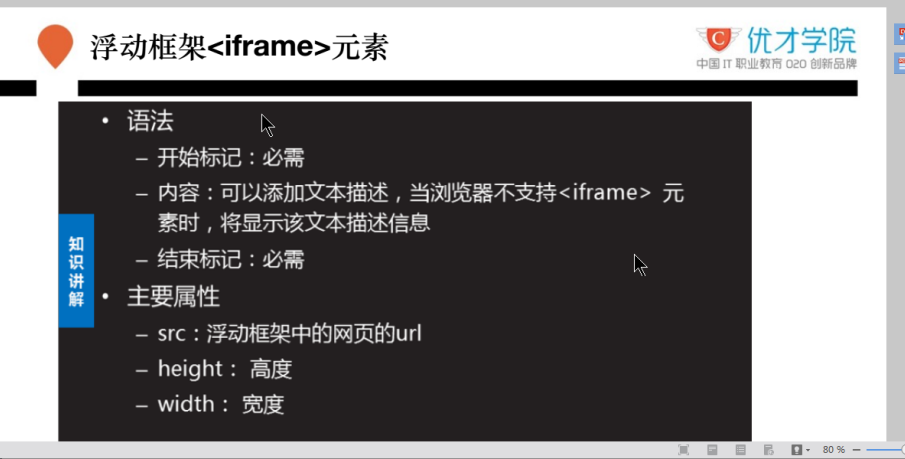 浮动框架<iframe>元素
C 优才学院
中国 IT 职业教育 O2O 创新品牌
• 语法
– 开始标记：必需
– 内容：可以添加文本描述，当浏览器不支持<iframe> 元
素时，将显示该文本描述信息
– 结束标记：必需
知识讲解
• 主要属性
– src：浮动框架中的网页的url
– height： 高度
– width： 宽度
80 %